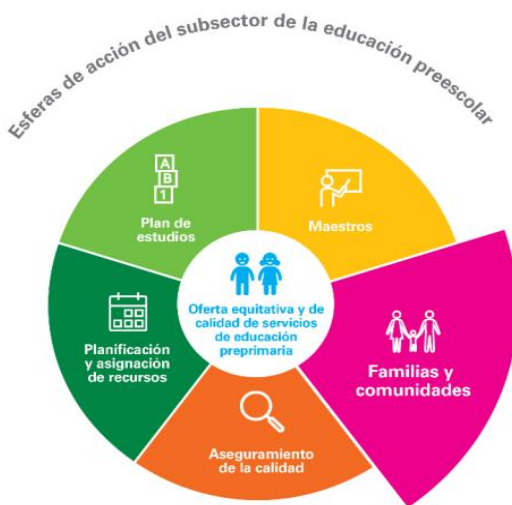 Esferas de acción del subsector de la educación preescolar
A
B
1
Plan de
estudios
Maestros
Oferta equitativa y de
calidad de servicios
de educación
preprimaria
Planificación
y asignación
de recursos
Familias y
comunidades
Aseguramiento
de la calidad